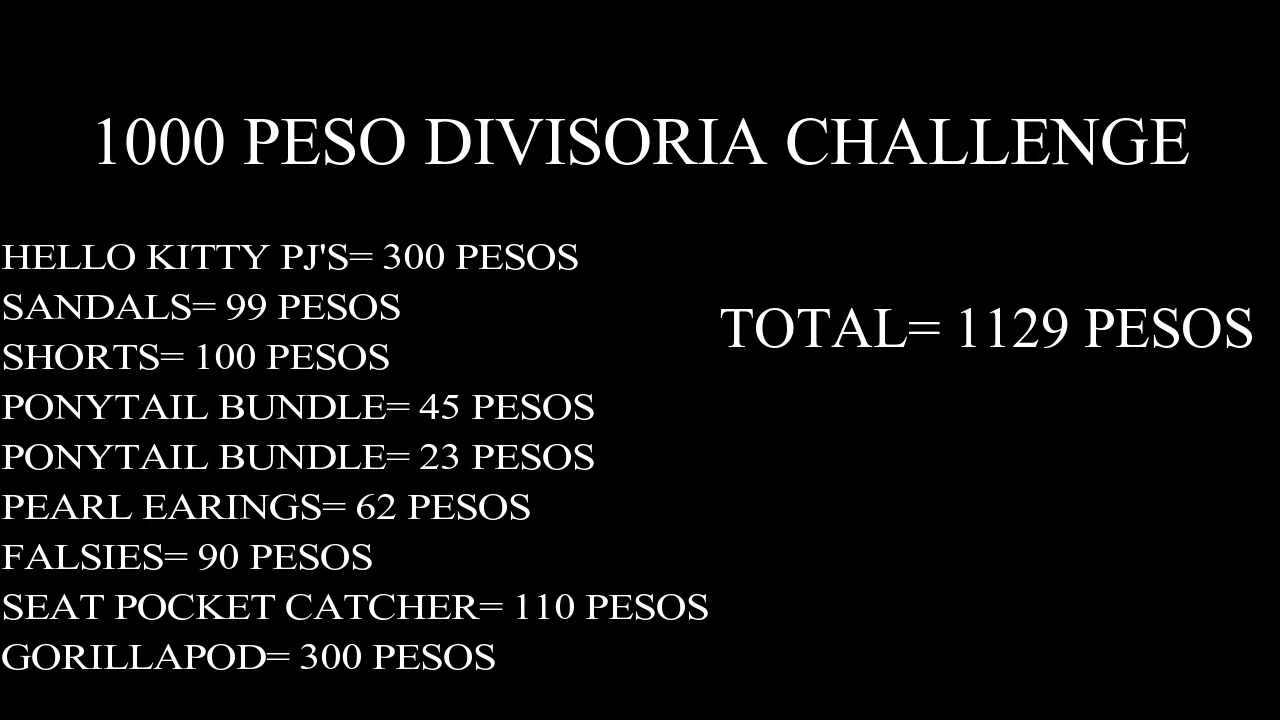 1000 PESO DIVISORIA CHALLENGE
HELLO KITTY PJ'S= 300 PESOS
SANDALS= 99 PESOS
SHORTS= 100 PESOS
PONYTAIL BUNDLE= 45 PESOS
PONYTAIL BUNDLE= 23 PESOS
PEARL EARINGS= 62 PESOS
FALSIES= 90 PESOS
SEAT POCKET CATCHER= 110 PESOS
GORILLAPOD= 300 PESOS
TOTAL= 1129 PESOS